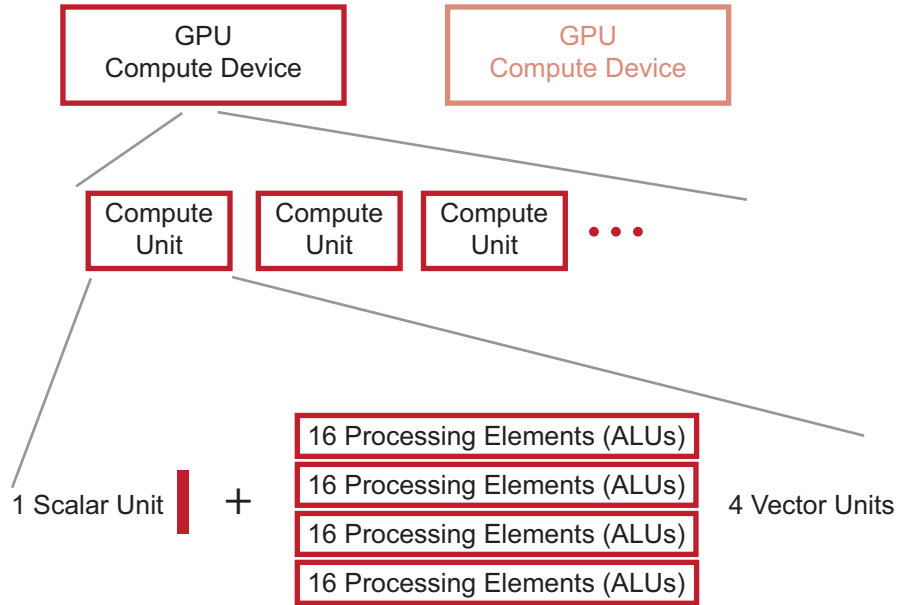 GPU
Compute Device
GPU
Compute Device
Compute
Unit
Compute
Unit
Compute
Unit
16 Processing Elements (ALUs)
16 Processing Elements (ALUs)
1 Scalar Unit
+
4 Vector Units
16 Processing Elements (ALUs)
16 Processing Elements (ALUs)